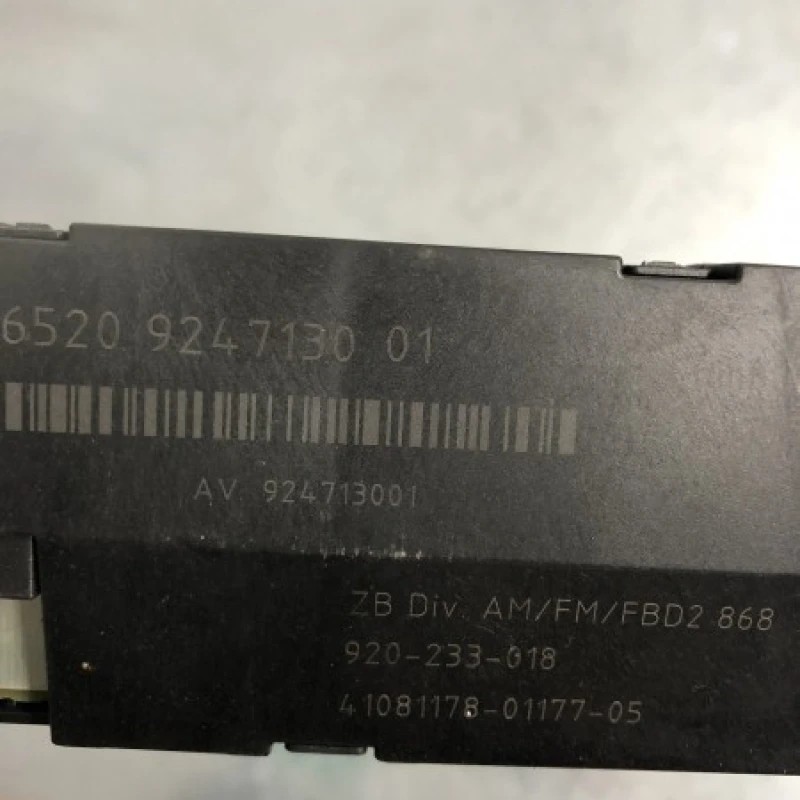 6520 9247130 01
AV 924713001
ZB Div. AM/FM/FBD2 868
920-233-018
41081178-01177-05